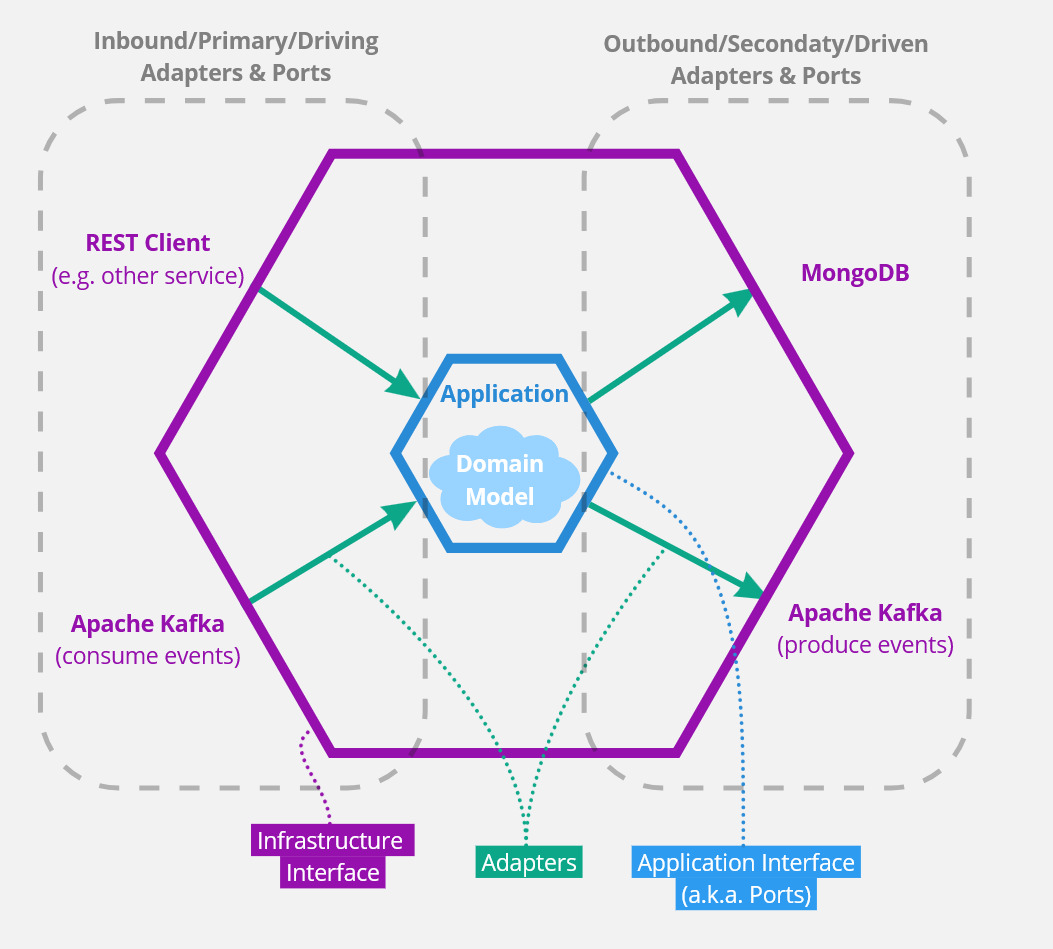 Inbound/Primary/Driving
Adapters & Ports
Outbound/Secondaty/Driven
Adapters & Ports
REST Client
(e.g. other service)
MongoDB
Application
Domain
Model
Apache Kafka
(consume events)
Apache Kafka
(produce events)
Infrastructure
Interface
Adapters
Application Interface
(a.k.a. Ports)